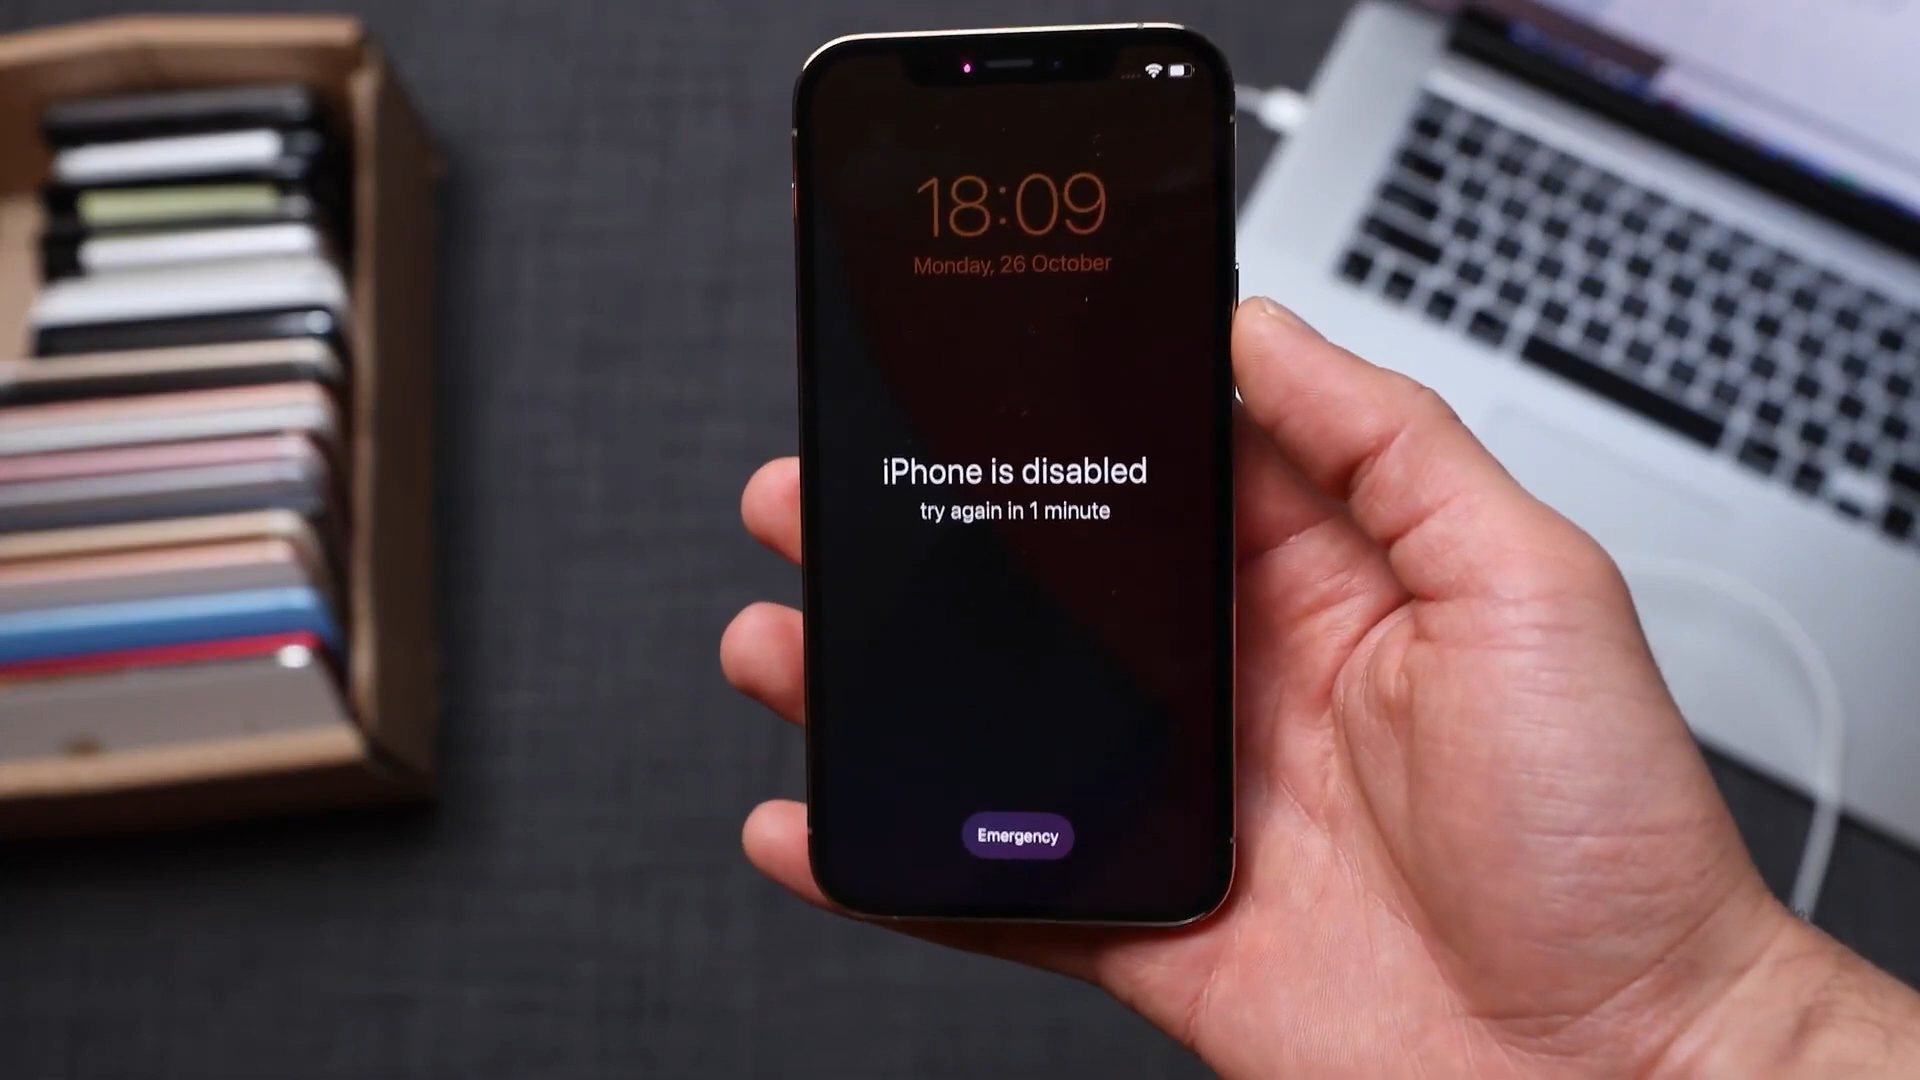 18:09
Monday, 26 October
iPhone is disabled
try again in 1 minute
Emergency